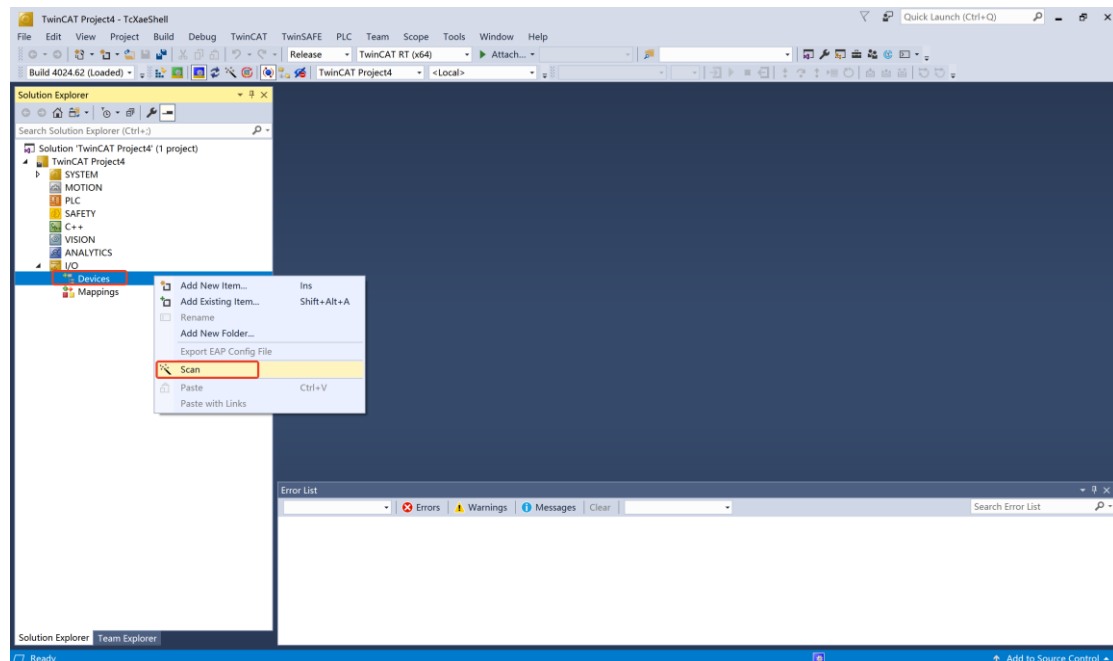 TwinCAT Project4 - TcXaeShell
Quick Launch (Ctrl+Q)
File Edit View Project Build Debug TwinCAT TwinSAFE PLC Team Scope Tools Window Help
Release TwinCAT RT (x64) Attach...
Build 4024.62 (Loaded) TwinCAT Project4 <Local>
Solution Explorer
Search Solution Explorer (Ctrl+;)
Solution 'TwinCAT Project4' (1 project)
TwinCAT Project4
SYSTEM
MOTION
PLC
SAFETY
C++
VISION
ANALYTICS
I/O
Devices
Mappings
Add New Item... Ins
Add Existing Item... Shift+Alt+A
Rename
Add New Folder...
Export EAP Config File
Scan
Paste Ctrl+V
Paste with Links
Error List
Errors Warnings Messages Clear
Search Error List
Solution Explorer Team Explorer
Ready
Add to Source Control